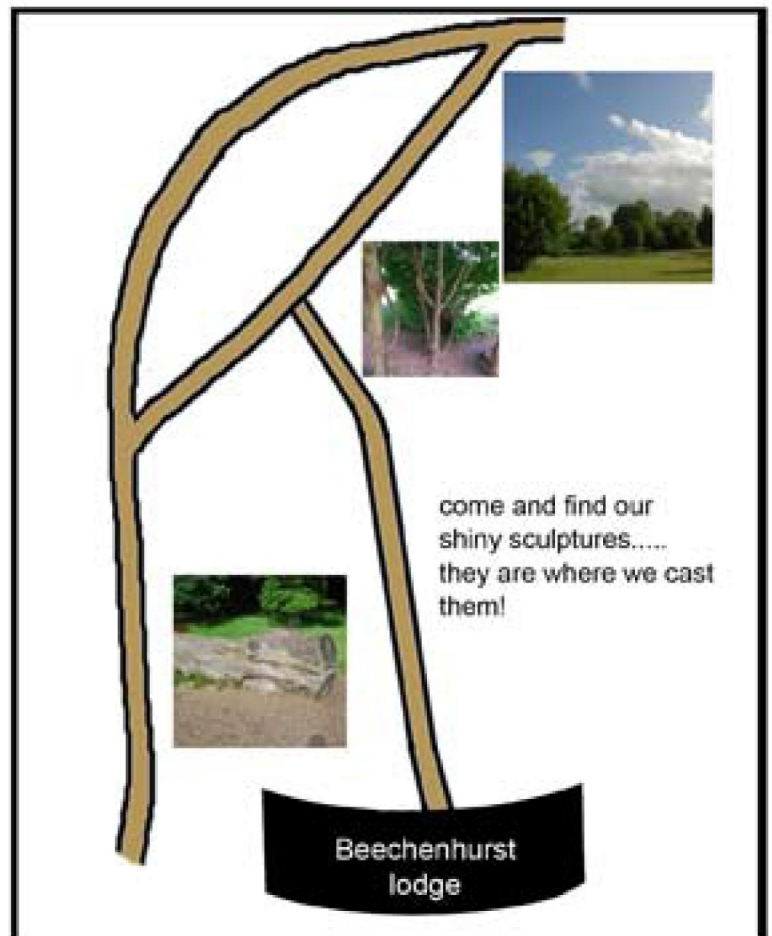 come and find our
shiny sculptures.....
they are where we cast
them!
Beechenhurst
lodge